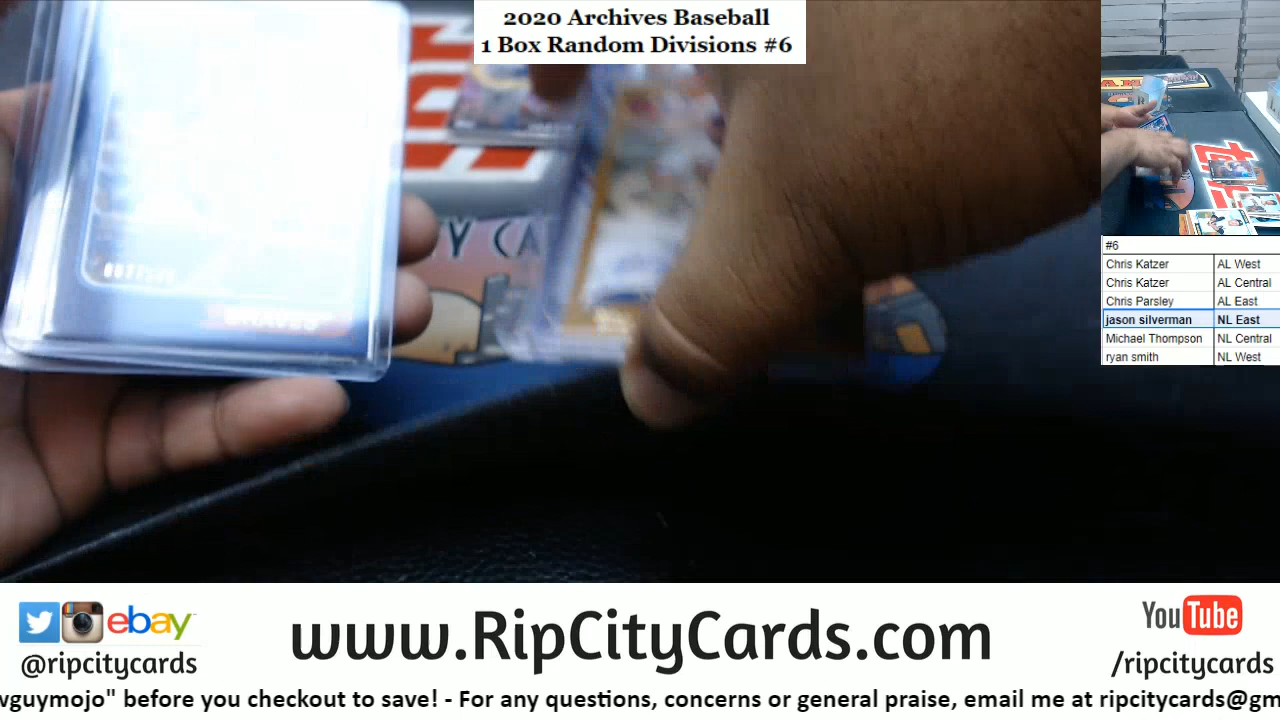 2020 Archives Baseball
1 Box Random Divisions #6
#6
Chris Katzer AL West
Chris Katzer AL Central
Chris Parsley AL East
jason silverman NL East
Michael Thompson NL Central
ryan smith NL West
BRAVES
Y CA
ebay
@ripcitycards
www.RipCityCards.com
YouTube
/ripcitycards
vguymojo" before you checkout to save! - For any questions, concerns or general praise, email me at ripcitycards@gm